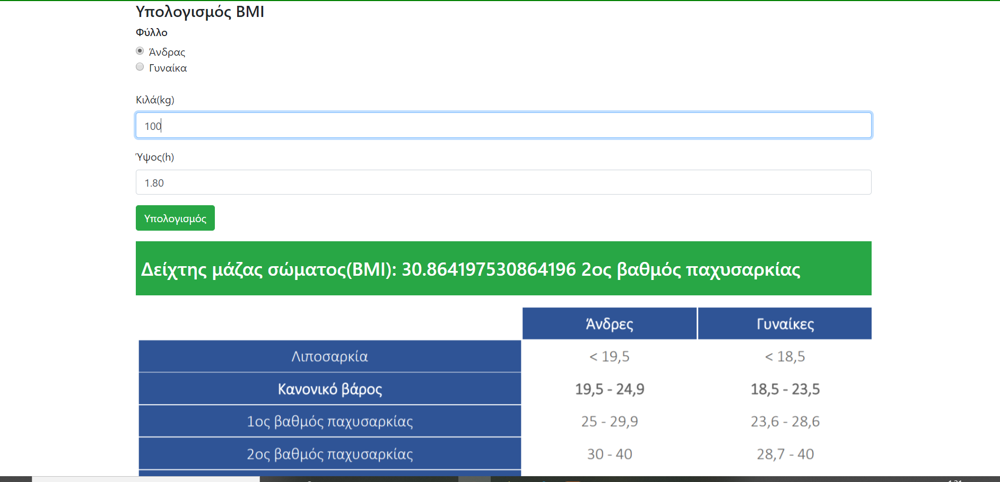 Υπολογισμός BMI
Φύλλο
Άνδρας
Γυναίκα
Κιλά(kg)
100
Ύψος(h)
1.80
Υπολογισμός
Δείχτης μάζας σώματος(BMI): 30.864197530864196 2ος βαθμός παχυσαρκίας
Άνδρες Γυναίκες
Λιποσαρκία < 19,5 < 18,5
Κανονικό βάρος 19,5 - 24,9 18,5 - 23,5
1ος βαθμός παχυσαρκίας 25 - 29,9 23,6 - 28,6
2ος βαθμός παχυσαρκίας 30 - 40 28,7 - 40